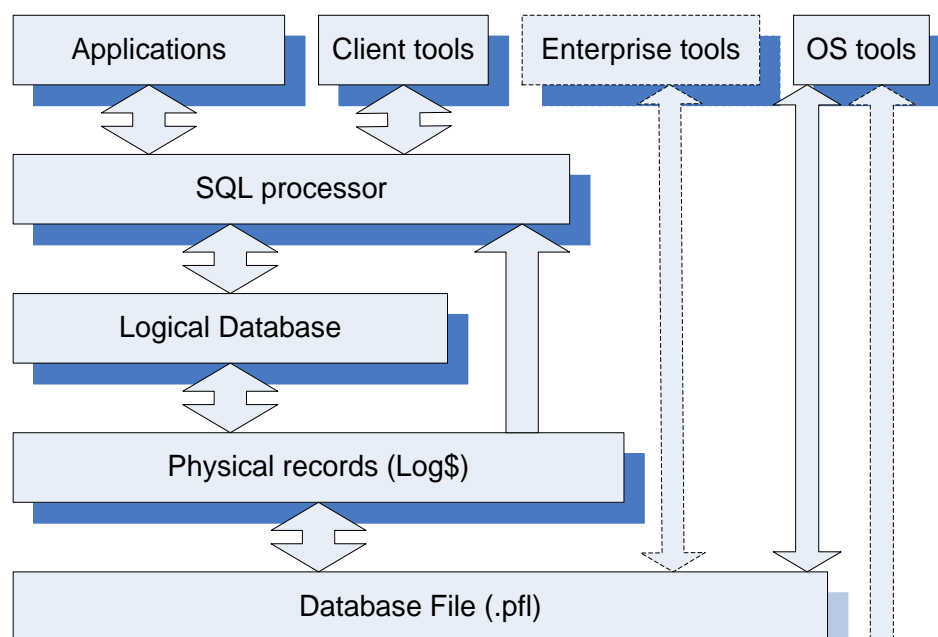 Applications
Client tools
Enterprise tools
OS tools
SQL processor
Logical Database
Physical records (Log$)
Database File (.pfl)